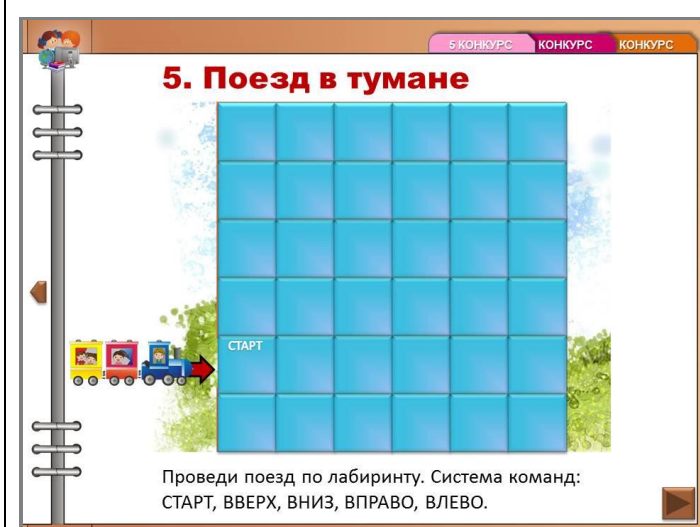 5 КОНКУРС КОНКУРС КОНКУРС
5. Поезд в тумане
СТАРТ
Проведи поезд по лабиринту. Система команд:
СТАРТ, ВВЕРХ, ВНИЗ, ВПРАВО, ВЛЕВО.